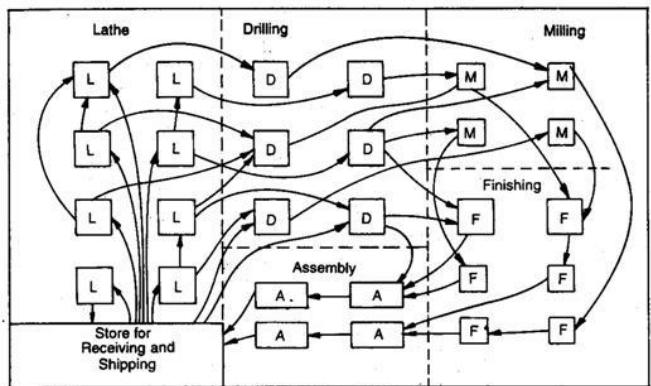 Lathe Drilling Milling
L L D D M M
L L D D M M
Finishing
L L D D F F
Assembly
L L A. A F F
Store for
Receiving and
Shipping
A A F F